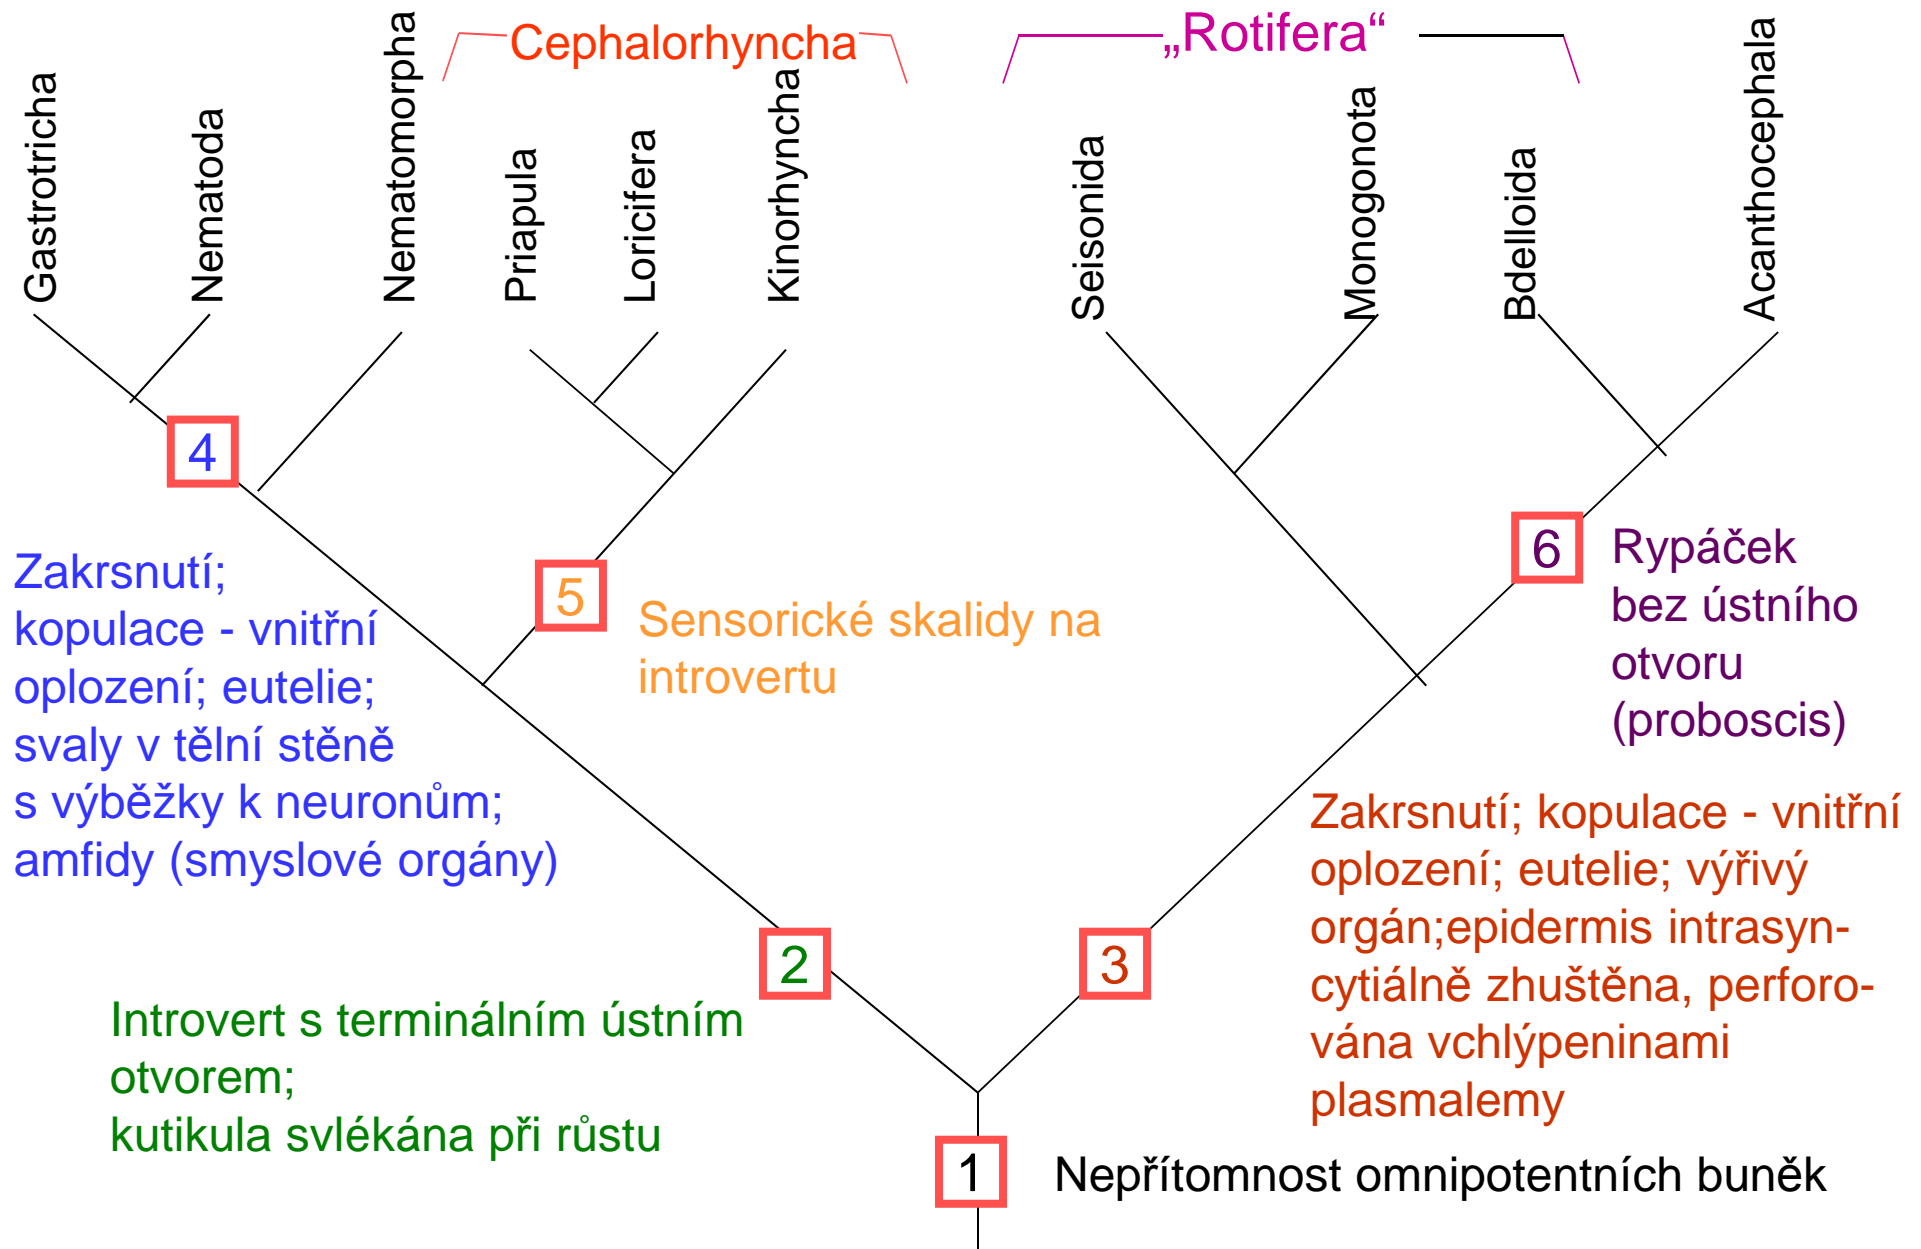 Cephalorhyncha
„Rotifera“
Gastrotricha
Nematoda
Nematomorpha
Priapula
Loricifera
Kinorhyncha
Seisonida
Monogonota
Bdelloida
Acanthocephala
4
Zakrsnutí;
kopulace - vnitřní
oplození; eutelie;
svaly v tělní stěně
s výběžky k neuronům;
amfidy (smyslové orgány)
5
Sensorické skalidy na
introvertu
6
Rypáček
bez ústního
otvoru
(proboscis)
2
Introvert s terminálním ústním
otvorem;
kutikula svlékána při růstu
3
Zakrsnutí; kopulace - vnitřní
oplození; eutelie; výřivý
orgán;epidermis intrasyn-
cytiálně zhuštěna, perforo-
vána vchlýpeninami
plasmalemy
1
Nepřítomnost omnipotentních buněk